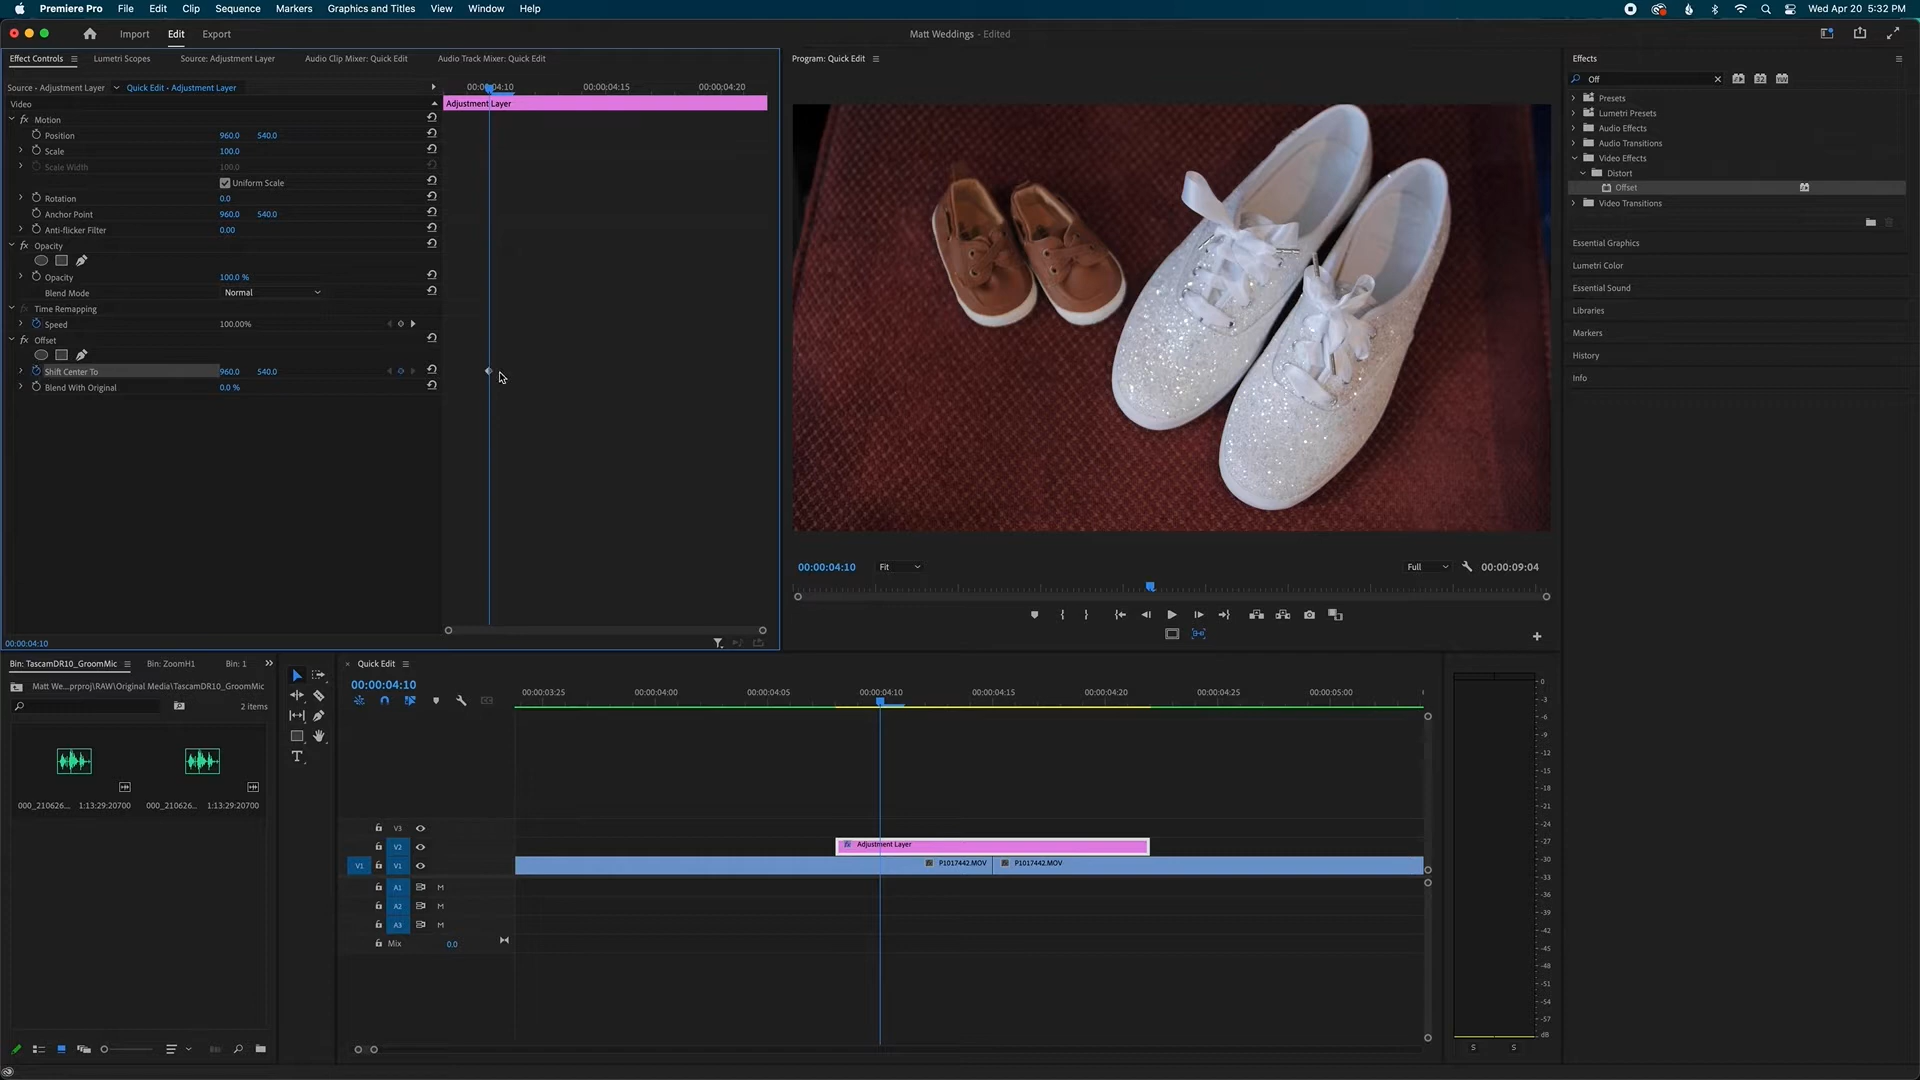 Premiere Pro File Edit Clip Sequence Markers Graphics and Titles View Window Help Wed Apr 20 5:32 PM
Import Edit Export Matt Weddings - Edited
Effect Controls Lumetri Scopes Source: Adjustment Layer Audio Clip Mixer: Quick Edit Audio Track Mixer: Quick Edit
Source - Adjustment Layer Quick Edit - Adjustment Layer
00:00:04:10 00:00:04:15 00:00:04:20
Video
Adjustment Layer
Motion
Position 960.0 540.0
Scale 100.0
Scale Width 100.0
Uniform Scale
Rotation 0.0
Anchor Point 960.0 540.0
Anti-flicker Filter 0.00
Opacity
Opacity 100.0 %
Blend Mode Normal
Time Remapping
Speed 100.00%
Offset
Shift Center To 960.0 540.0
Blend With Original 0.0 %
00:00:04:10
Program: Quick Edit
00:00:04:10 Fit Full 00:00:09:04
Effects
Off
Presets
Lumetri Presets
Audio Effects
Audio Transitions
Video Effects
Distort
Offset
Video Transitions
Essential Graphics
Lumetri Color
Essential Sound
Libraries
Markers
History
Info
Bin: TascamDR10_GroomMic Bin: ZoomH1 Bin: 1
Matt We...prproj\RAW\Original Media\TascamDR10_GroomMic
2 items
000_210626... 1:13:29:20700 000_210626... 1:13:29:20700
Quick Edit
00:00:04:10
00:00:03:25 00:00:04:00 00:00:04:05 00:00:04:10 00:00:04:15 00:00:04:20 00:00:04:25 00:00:05:00
V3
V2 Adjustment Layer
V1 V1 P1017442.MOV P1017442.MOV
A1 M
A2 M
A3 M
Mix 0.0
0
-3
-6
-9
-12
-15
-18
-21
-24
-27
-30
-33
-36
-39
-42
-45
-48
-51
-54
-57
dB
S S